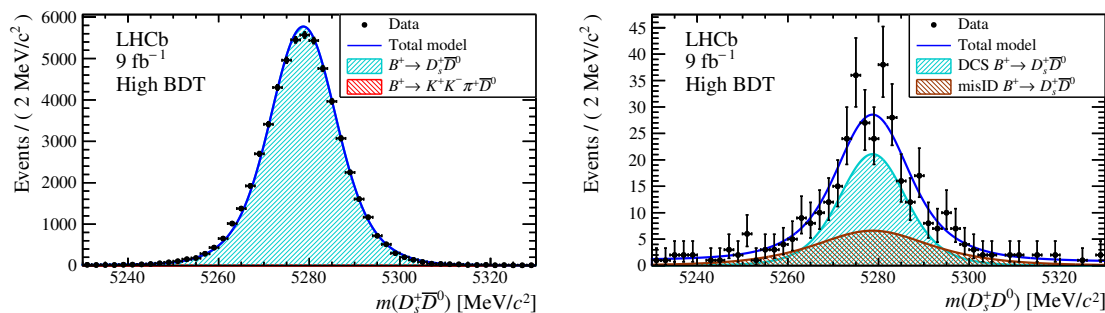 Events / ( 2 MeV/c²)
6000
5000
4000
3000
2000
1000
0
LHCb
9 fb⁻¹
High BDT
Data
Total model
B⁺→ D_s⁺D̅⁰
B⁺→ K⁺K⁻π⁺D̅⁰
5240 5260 5280 5300 5320
m(D_s⁺D̅⁰) [MeV/c²]
Events / ( 2 MeV/c²)
45
40
35
30
25
20
15
10
5
0
LHCb
9 fb⁻¹
High BDT
Data
Total model
DCS B⁺→ D_s⁺D̅⁰
misID B⁺→ D_s⁺D̅⁰
5240 5260 5280 5300 5320
m(D_s⁺D⁰) [MeV/c²]